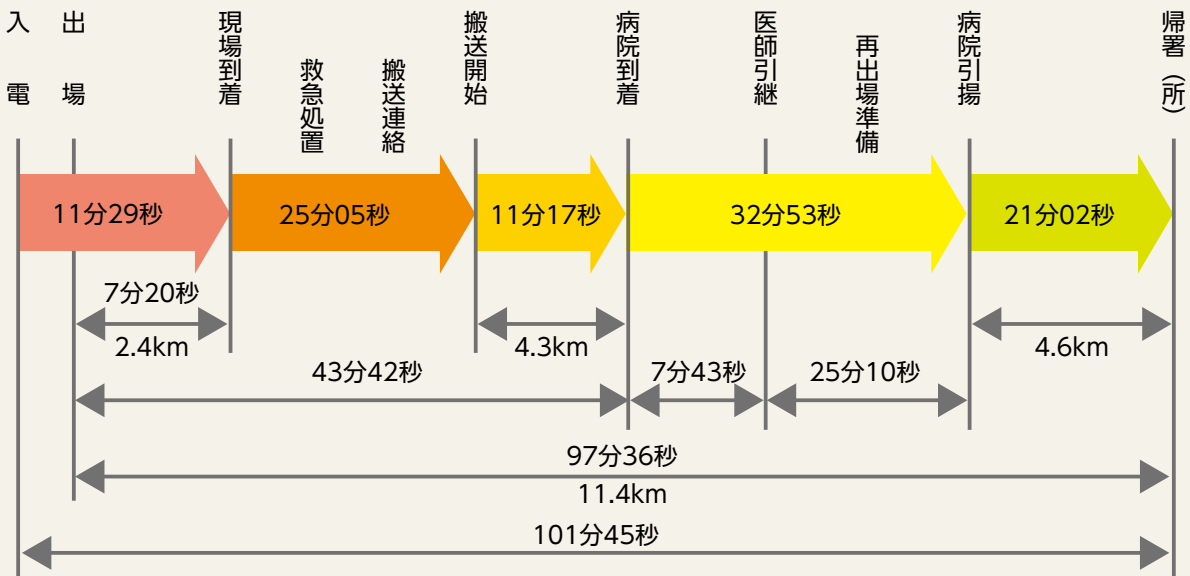 入電
出場
現場到着
救急処置
搬送連絡
搬送開始
病院到着
医師引継
再出場準備
病院引揚
帰署（所）
11分29秒
25分05秒
11分17秒
32分53秒
21分02秒
7分20秒
2.4km
4.3km
4.6km
43分42秒
7分43秒
25分10秒
97分36秒
11.4km
101分45秒